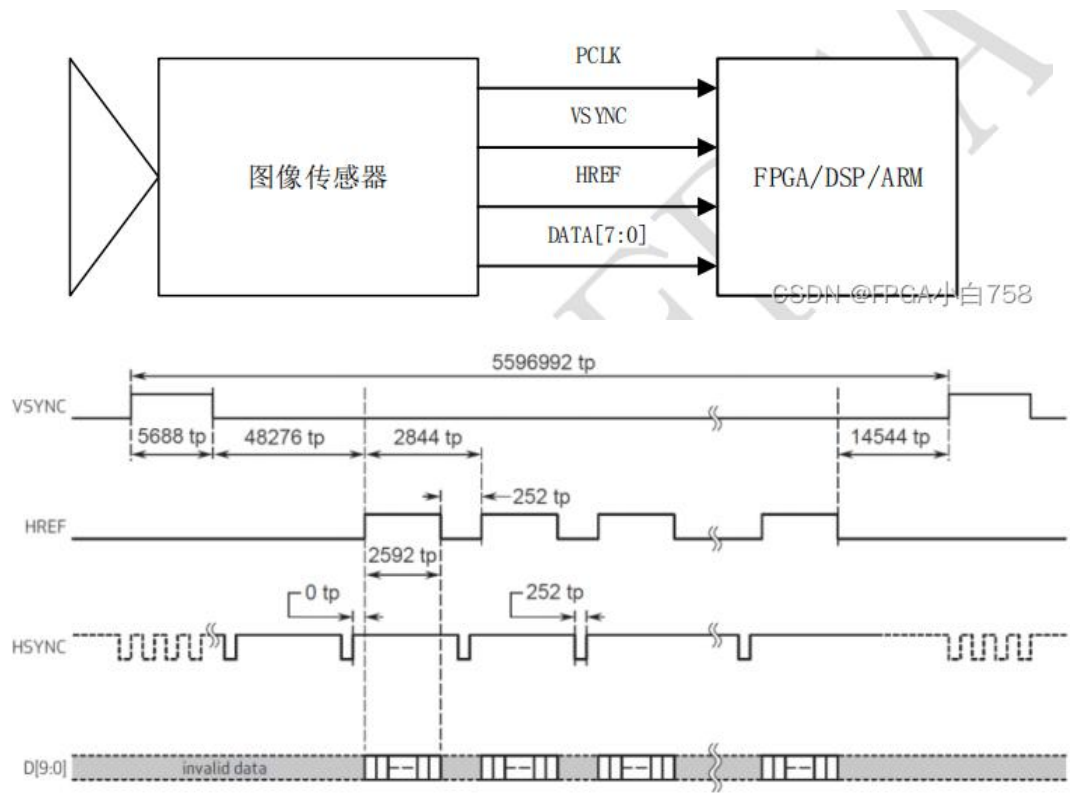 PCLK
VSYNC
HREF
DATA[7:0]
图像传感器
FPGA/DSP/ARM
CSDN @FPGA小白758
5596992 tp
VSYNC
5688 tp
48276 tp
2844 tp
14544 tp
252 tp
HREF
2592 tp
0 tp
252 tp
HSYNC
D[9:0]
invalid data